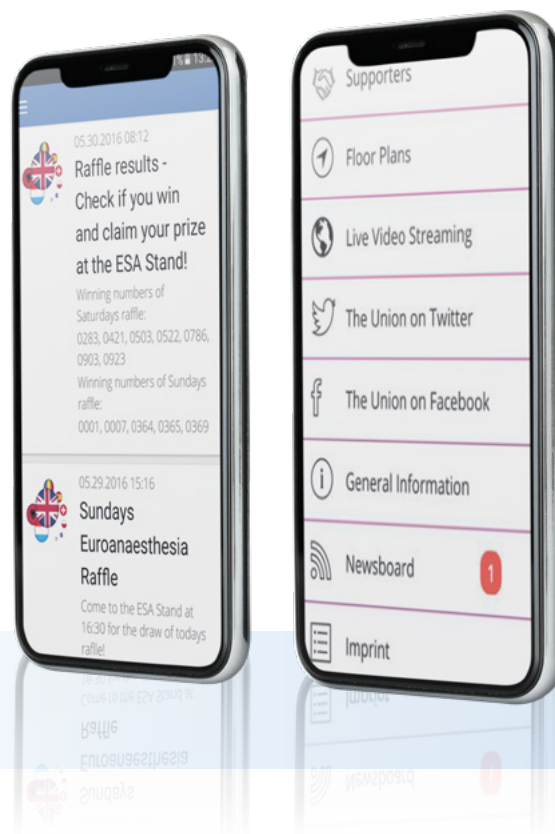 1% 13:2
05.30.2016 08:12
Raffle results -
Check if you win
and claim your prize
at the ESA Stand!
Winning numbers of
Saturdays raffle:
0283, 0421, 0503, 0522, 0786,
0903, 0923
Winning numbers of Sundays
raffle:
0001, 0007, 0364, 0365, 0369
05.29.2016 15:16
Sundays
Euroanaesthesia
Raffle
Come to the ESA Stand at
16:30 for the draw of todays
raffle!
Supporters
Floor Plans
Live Video Streaming
The Union on Twitter
The Union on Facebook
General Information
Newsboard 1
Imprint